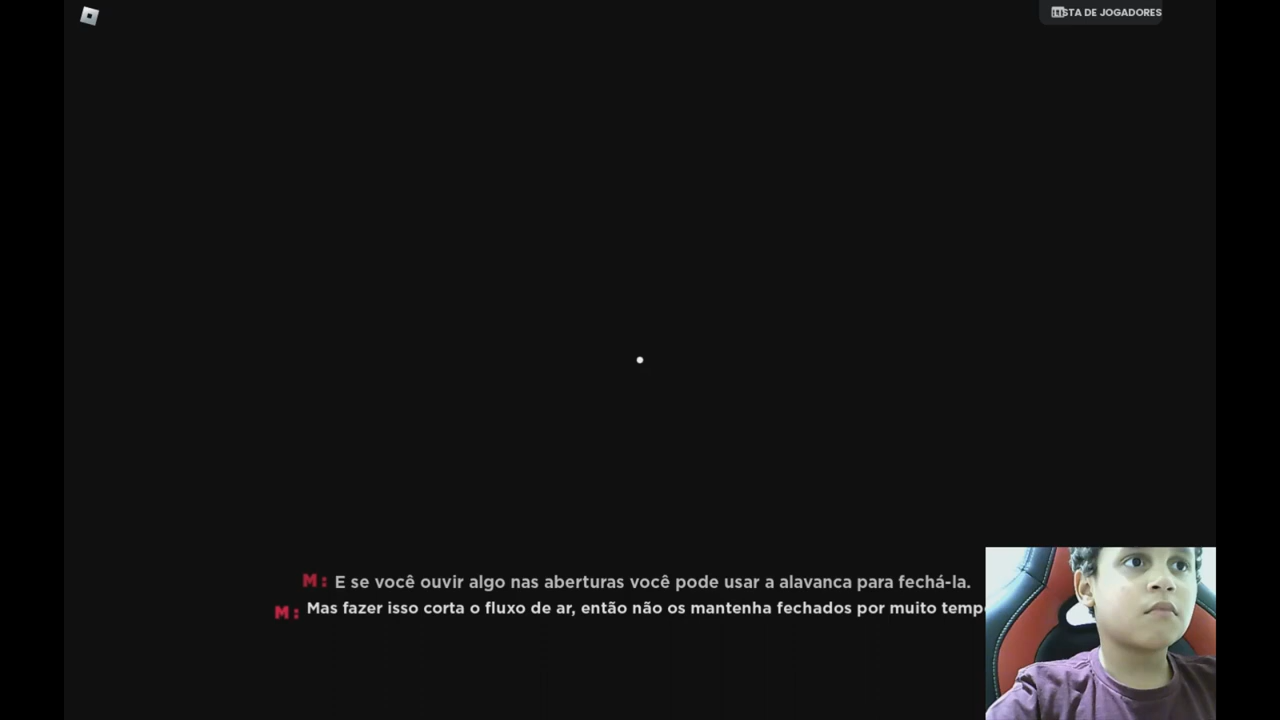 LISTA DE JOGADORES
M: E se você ouvir algo nas aberturas você pode usar a alavanca para fechá-la.
M: Mas fazer isso corta o fluxo de ar, então não os mantenha fechados por muito tempo